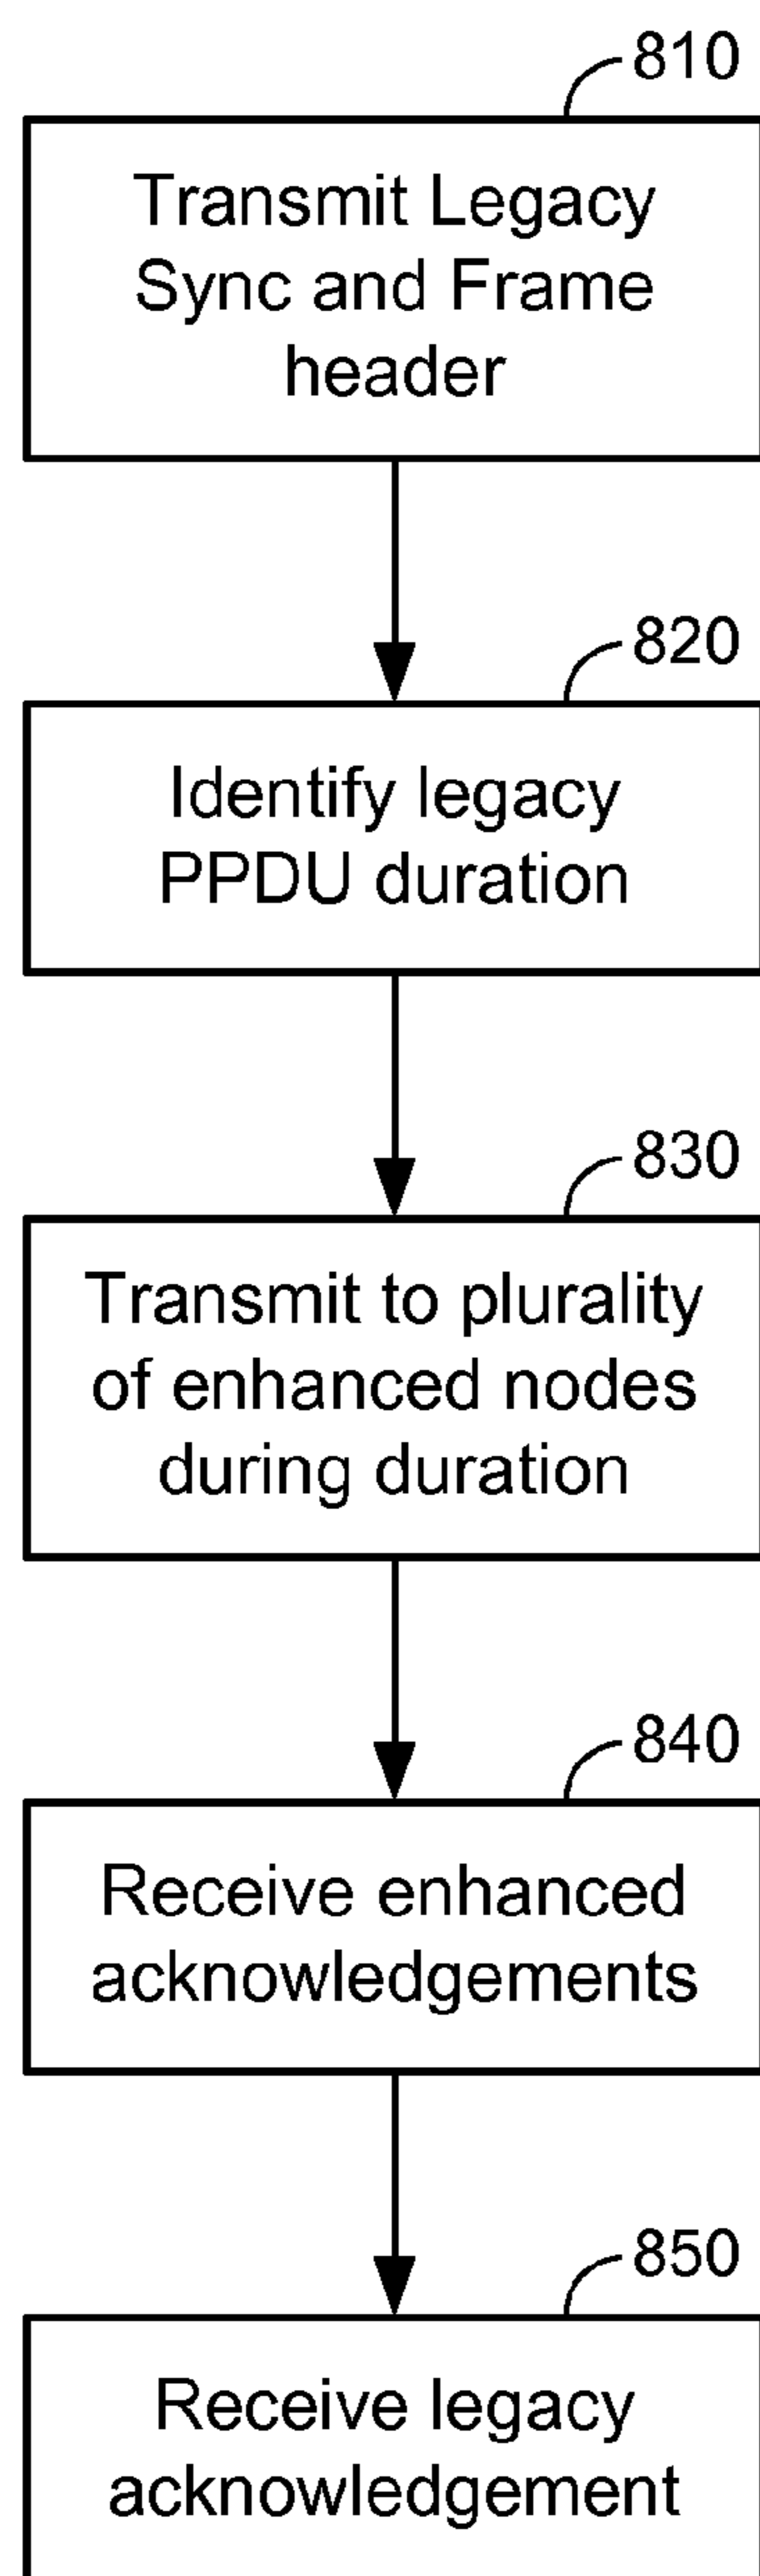 810
Transmit Legacy
Sync and Frame
header
820
Identify legacy
PPDU duration
830
Transmit to plurality
of enhanced nodes
during duration
840
Receive enhanced
acknowledgements
850
Receive legacy
acknowledgement